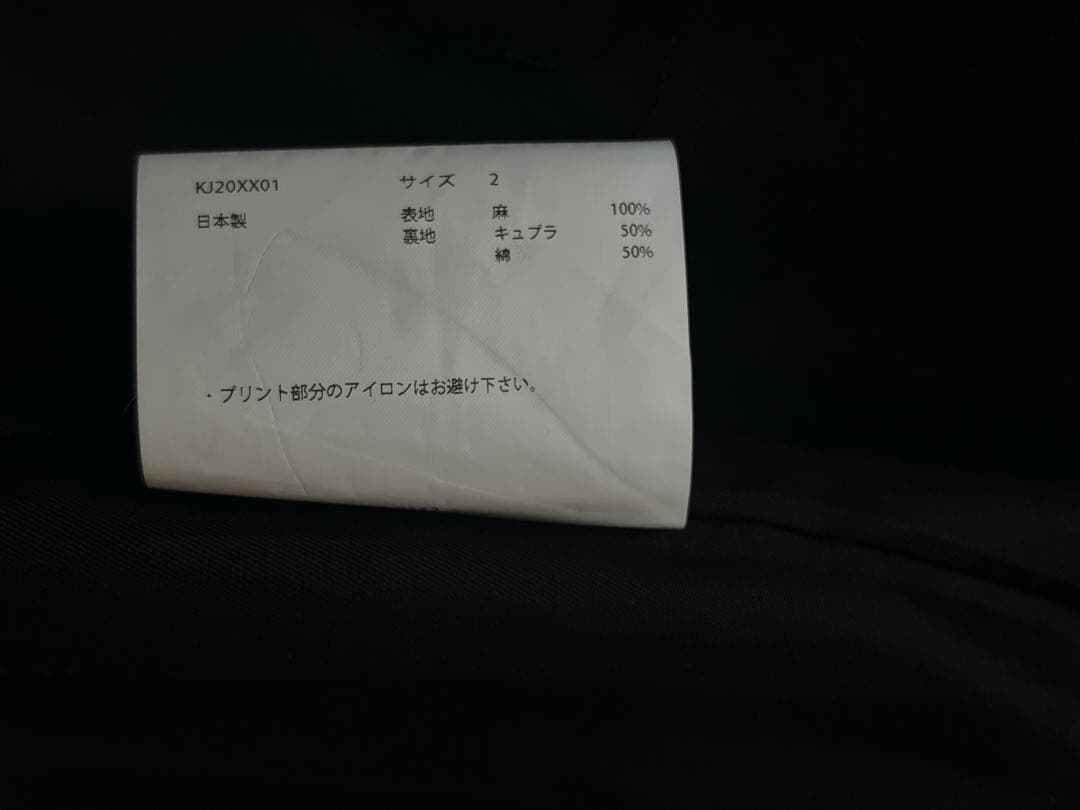 KJ20XX01 サイズ 2
日本製 表地 麻 100%
裏地 キュプラ 50%
綿 50%
・プリント部分のアイロンはお避け下さい。